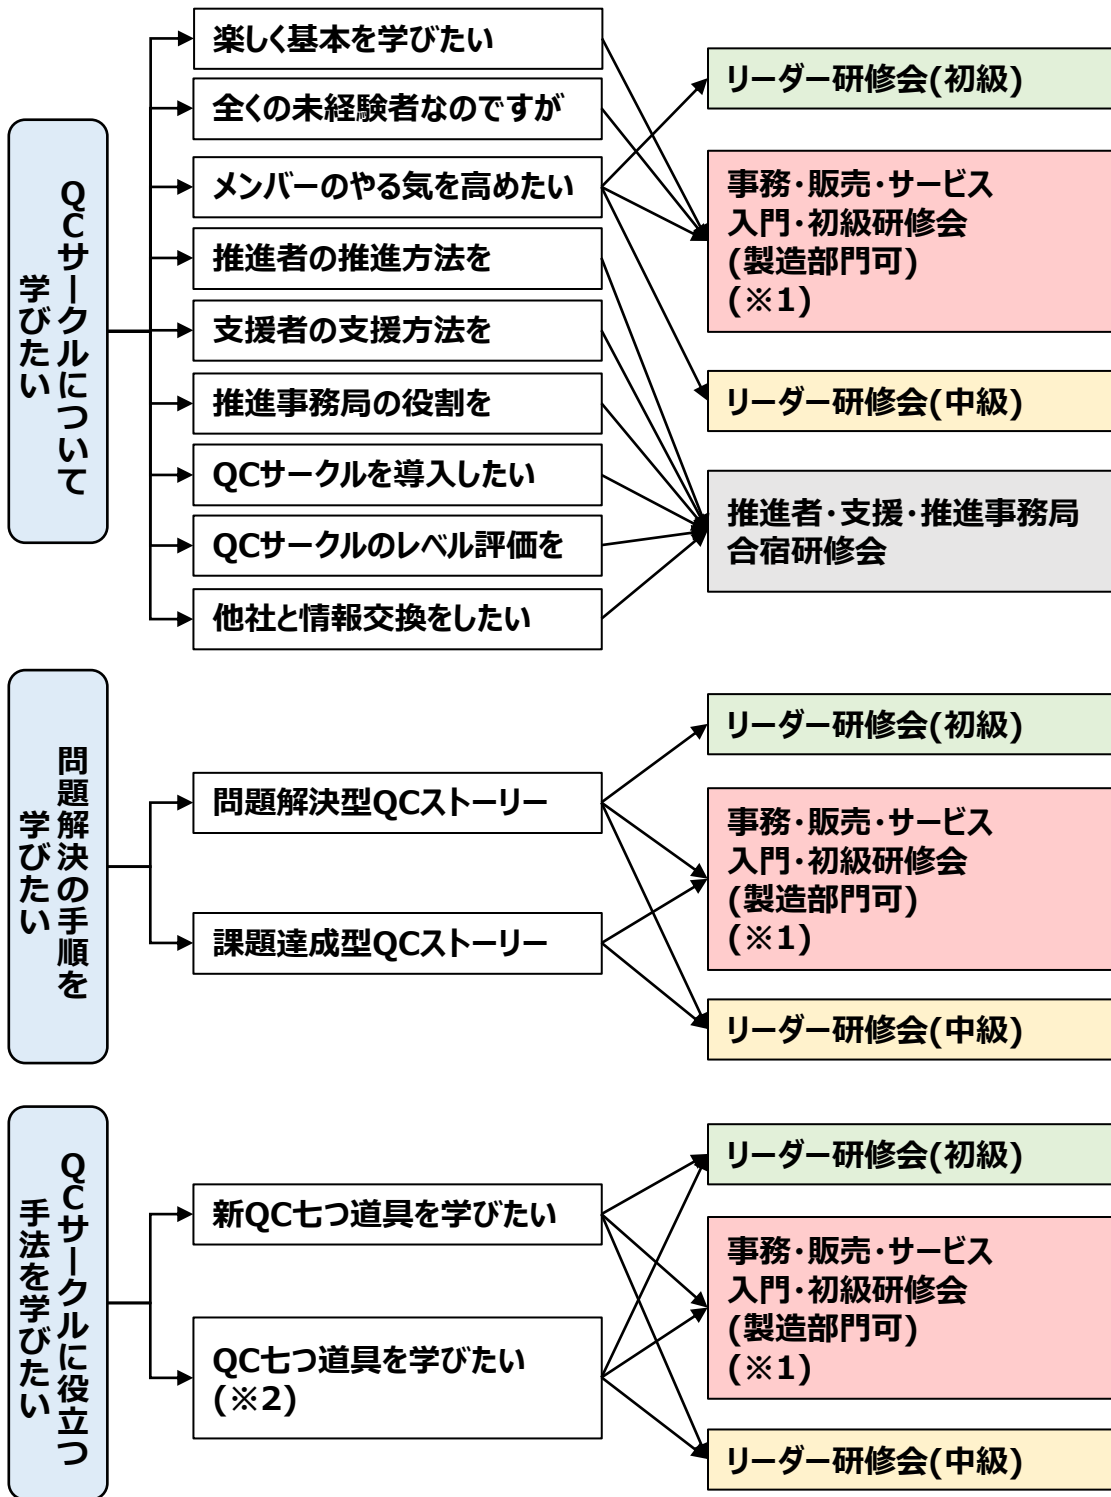 QCサークルについて
学びたい
楽しく基本を学びたい
全くの未経験者なのですが
メンバーのやる気を高めたい
推進者の推進方法を
支援者の支援方法を
推進事務局の役割を
QCサークルを導入したい
QCサークルのレベル評価を
他社と情報交換をしたい
リーダー研修会(初級)
事務・販売・サービス
入門・初級研修会
(製造部門可)
(※1)
リーダー研修会(中級)
推進者・支援・推進事務局
合宿研修会
問題解決の手順を
学びたい
問題解決型QCストーリー
課題達成型QCストーリー
リーダー研修会(初級)
事務・販売・サービス
入門・初級研修会
(製造部門可)
(※1)
リーダー研修会(中級)
QCサークルに役立つ
手法を学びたい
新QC七つ道具を学びたい
QC七つ道具を学びたい
(※2)
リーダー研修会(初級)
事務・販売・サービス
入門・初級研修会
(製造部門可)
(※1)
リーダー研修会(中級)